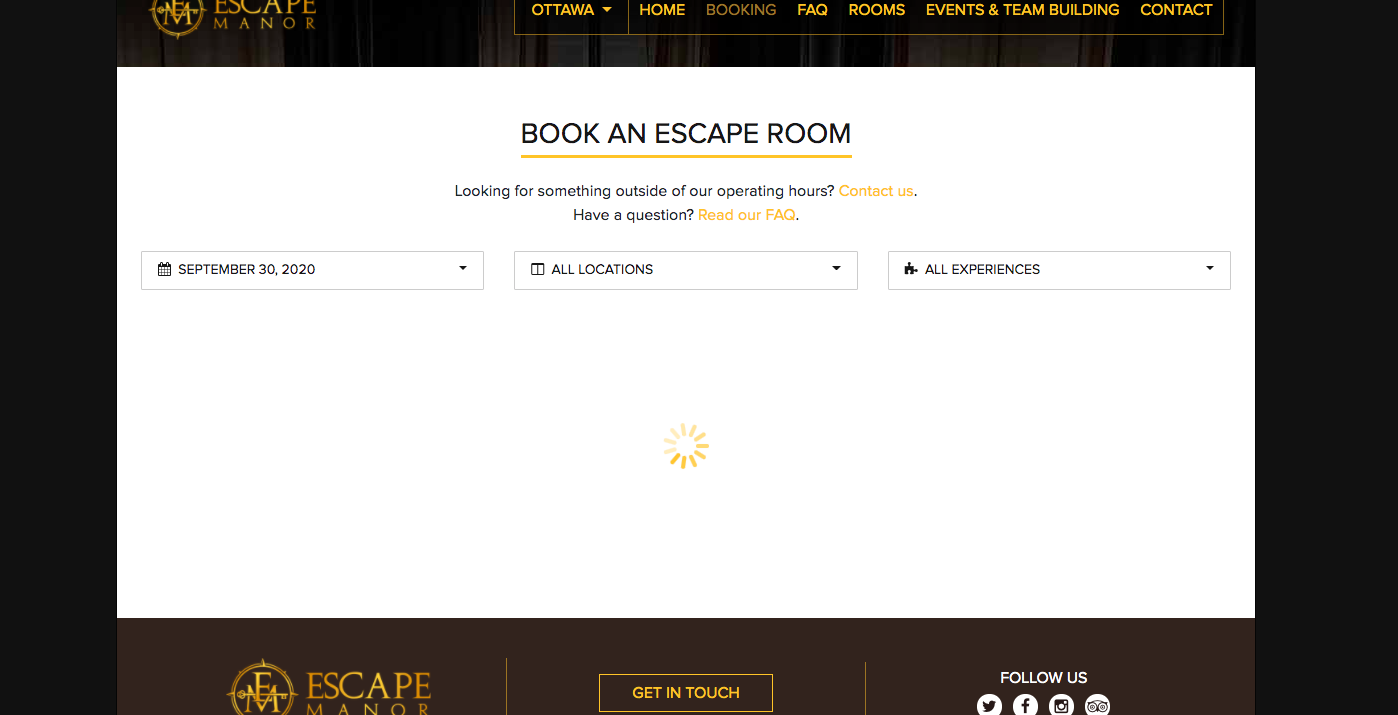 ESCAPE
MANOR
OTTAWA HOME BOOKING FAQ ROOMS EVENTS & TEAM BUILDING CONTACT
BOOK AN ESCAPE ROOM
Looking for something outside of our operating hours? Contact us.
Have a question? Read our FAQ.
SEPTEMBER 30, 2020 ALL LOCATIONS ALL EXPERIENCES
ESCAPE
MANOR
GET IN TOUCH
FOLLOW US